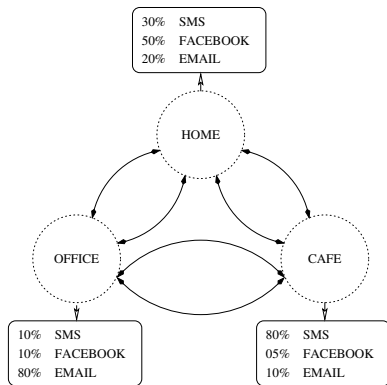 30% SMS
50% FACEBOOK
20% EMAIL
HOME
OFFICE
CAFE
10% SMS
10% FACEBOOK
80% EMAIL
80% SMS
05% FACEBOOK
10% EMAIL